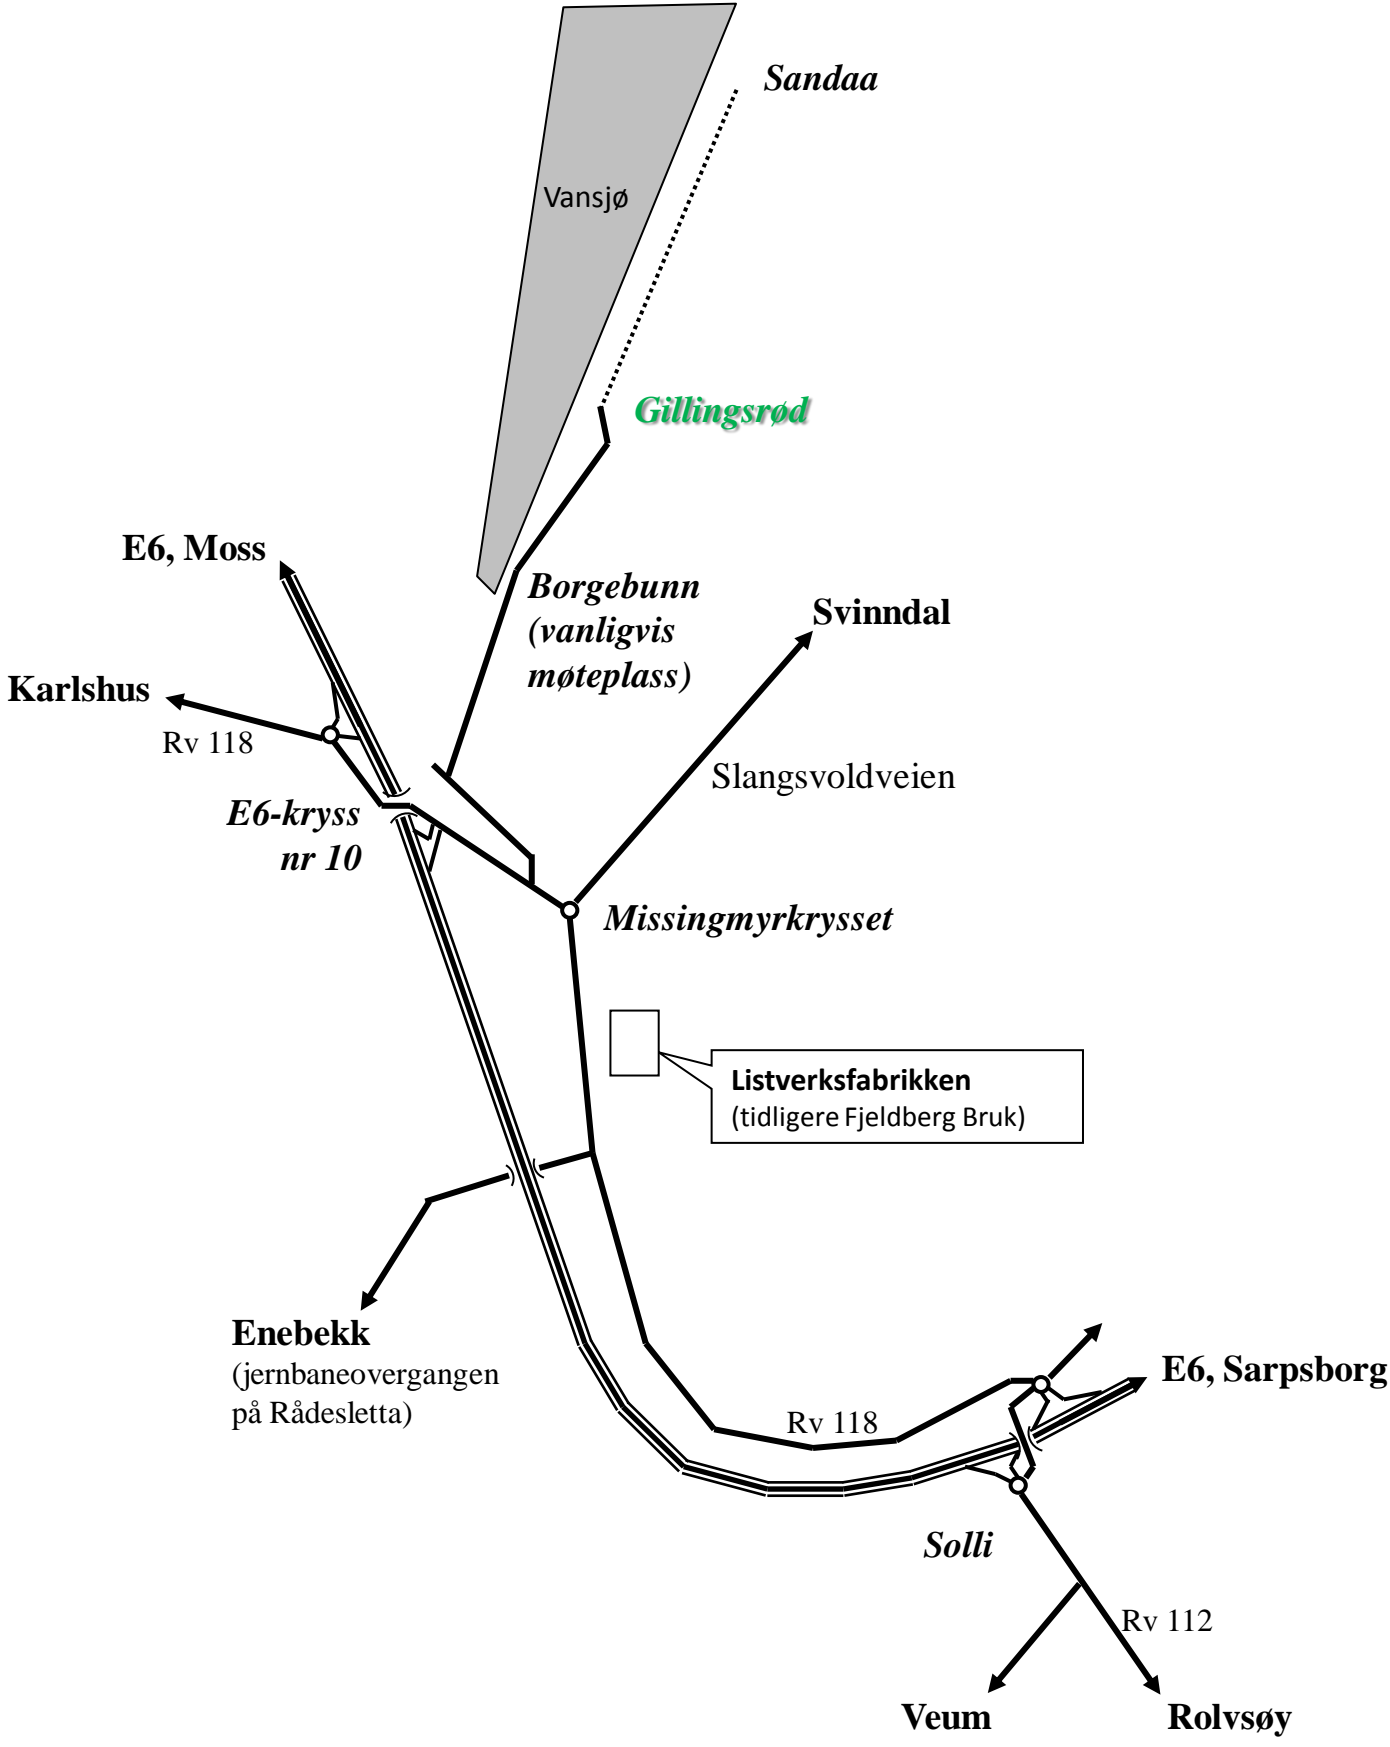 Sandaa
Vansjø
Gillingsrød
E6, Moss
Borgebunn
(vanligvis
møteplass)
Svinndal
Karlshus
Rv 118
Slangsvoldveien
E6-kryss
nr 10
Missingmyrkrysset
Listverksfabrikken
(tidligere Fjeldberg Bruk)
Enebekk
(jernbaneovergangen
på Rådesletta)
E6, Sarpsborg
Rv 118
Solli
Rv 112
Veum
Rolvsøy